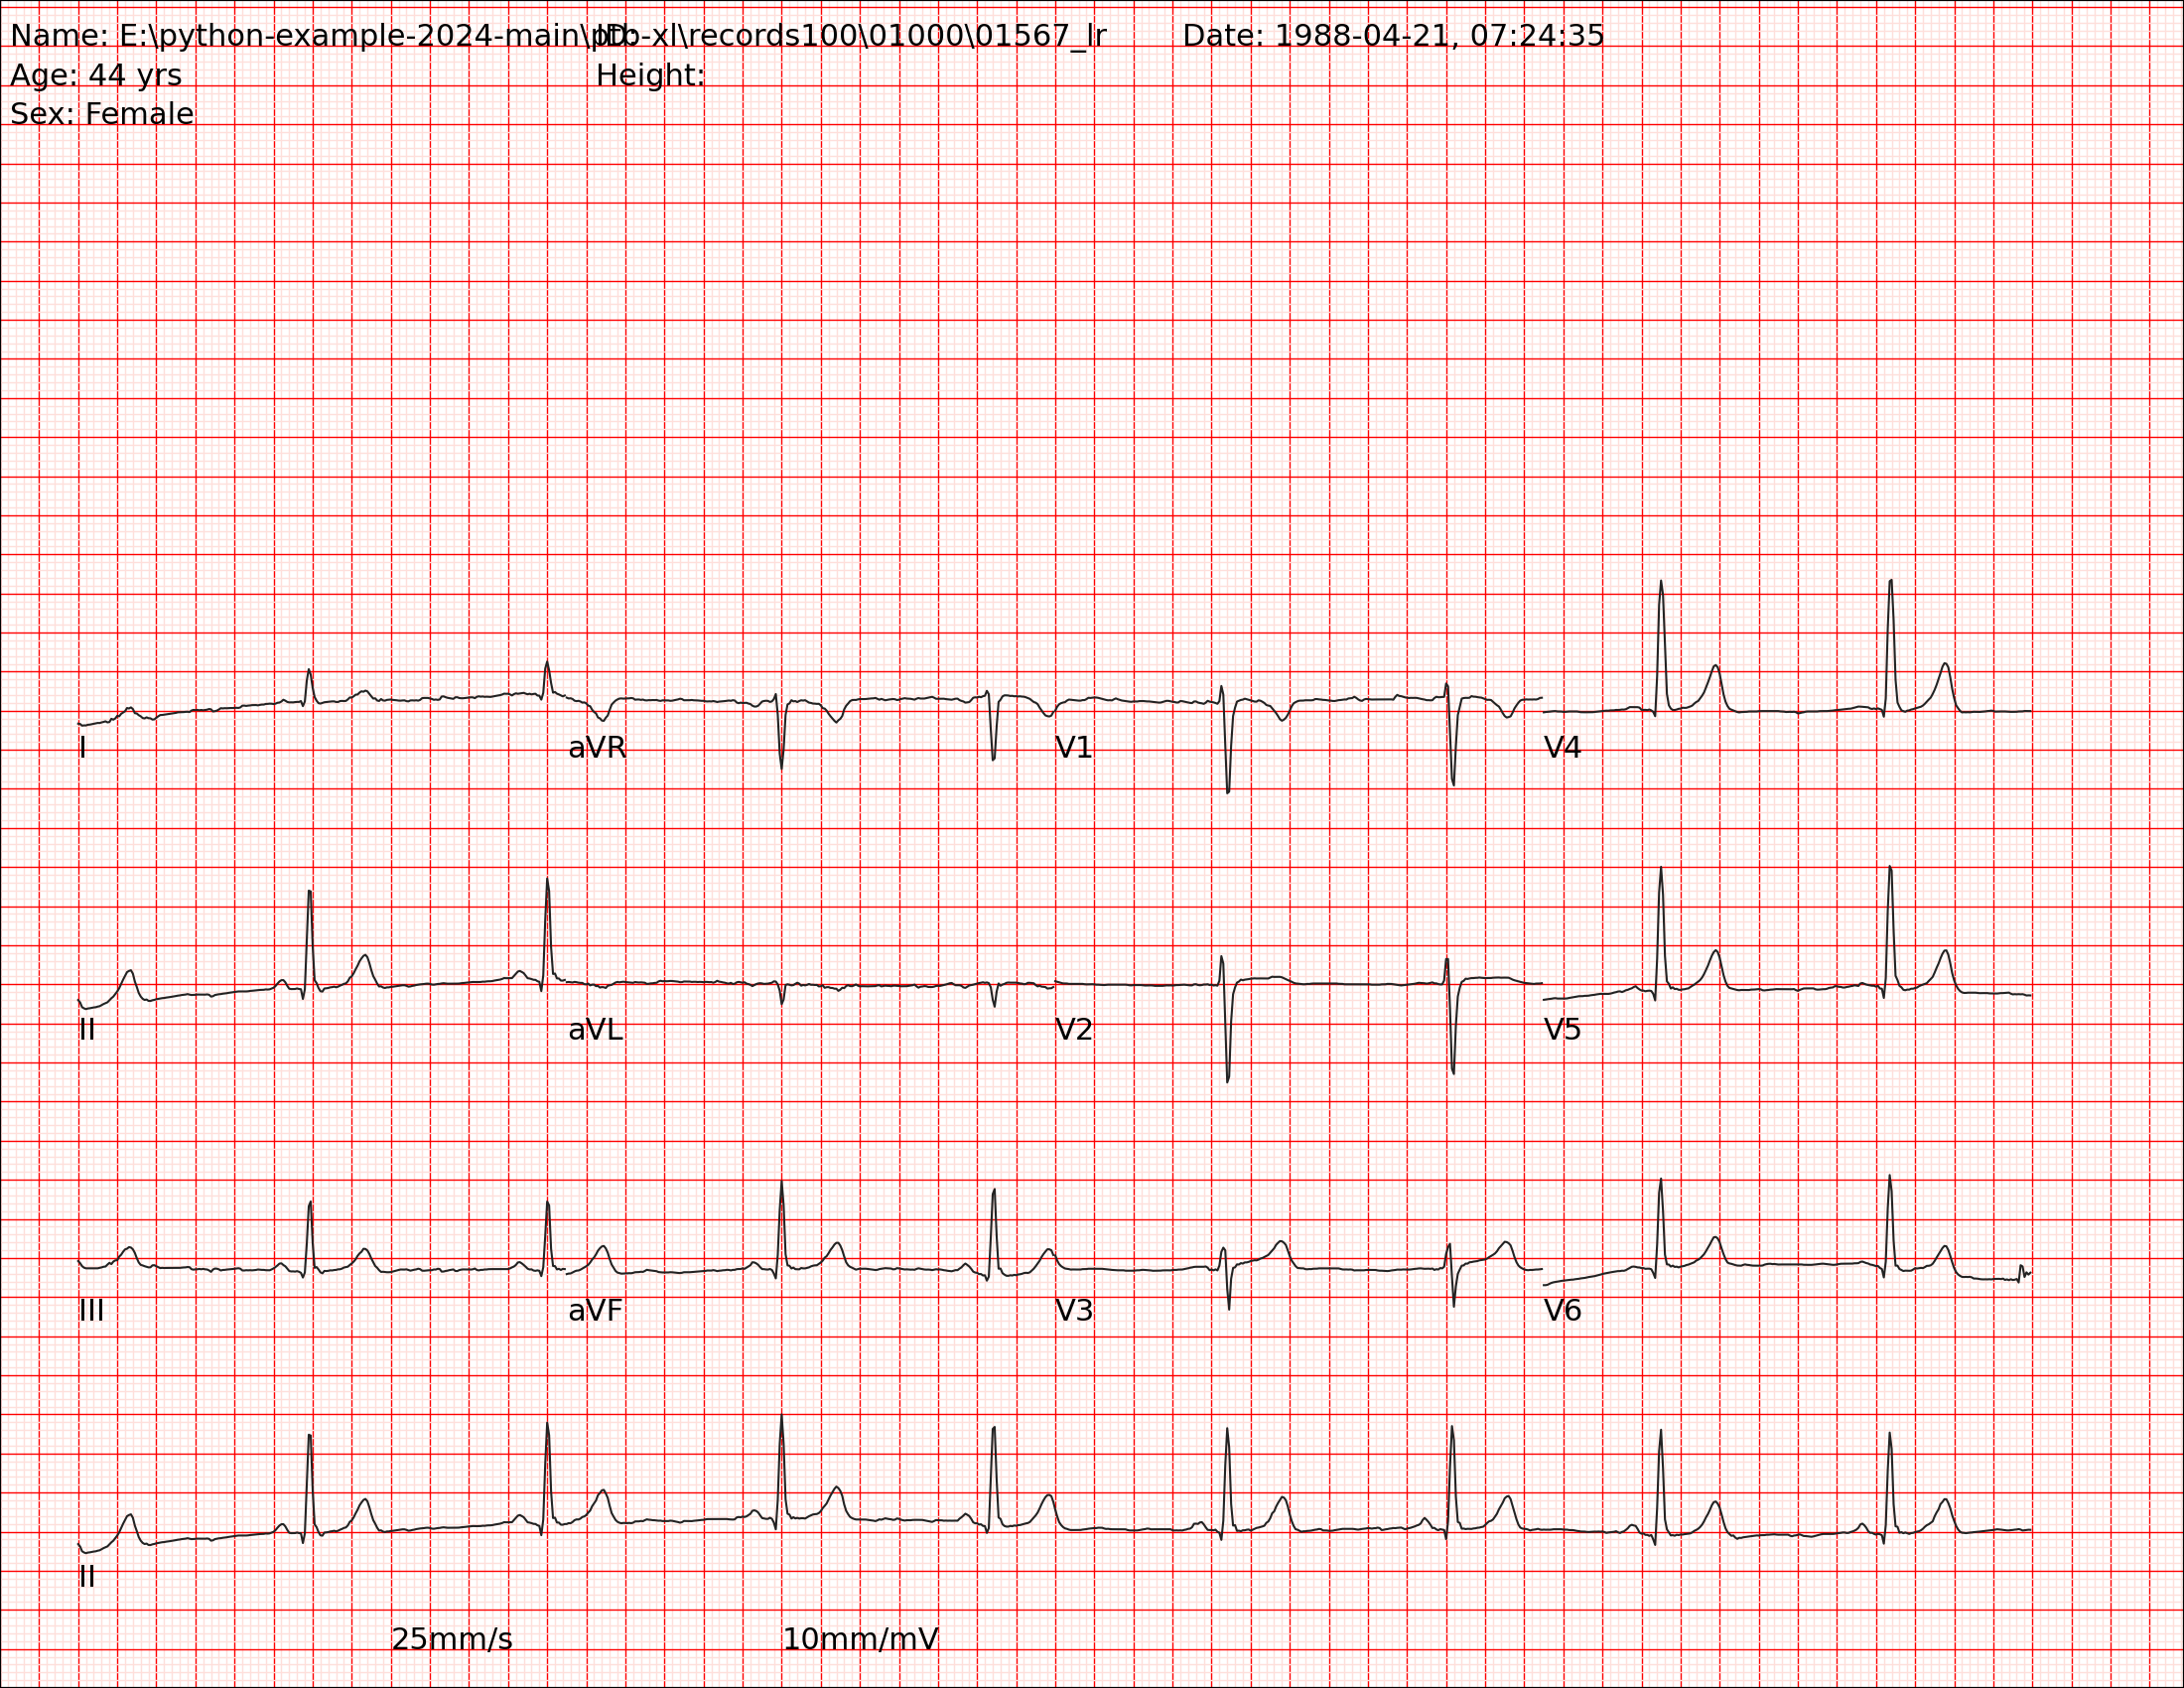 Name: E:\python-example-2024-main\ptb-xl\records100\01000\01567_lr ID: Date: 1988-04-21, 07:24:35
Age: 44 yrs Height:
Sex: Female
I aVR V1 V4
II aVL V2 V5
III aVF V3 V6
II
25mm/s 10mm/mV